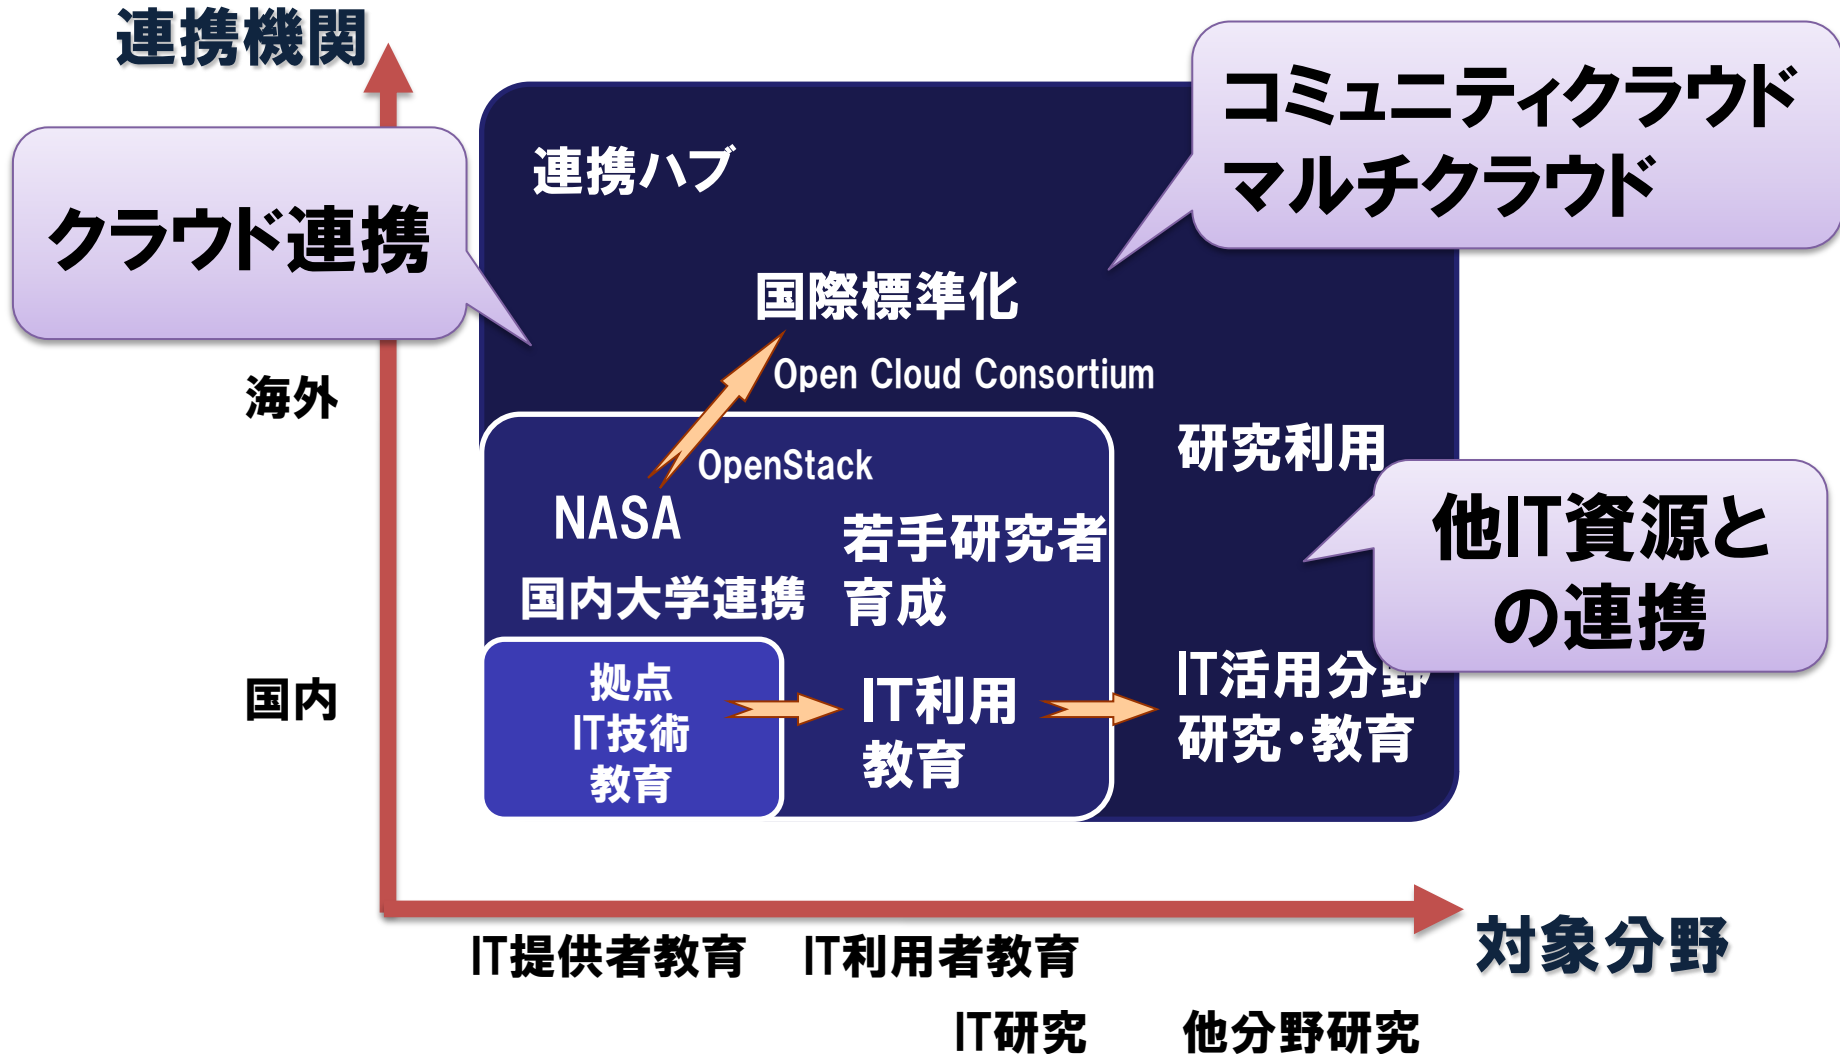 連携機関
コミュニティクラウド
マルチクラウド
連携ハブ
クラウド連携
国際標準化
Open Cloud Consortium
海外
研究利用
OpenStack
NASA
若手研究者
育成
他IT資源と
の連携
国内大学連携
国内
拠点
IT技術
教育
IT利用
教育
IT活用分野
研究・教育
対象分野
IT提供者教育
IT利用者教育
IT研究
他分野研究